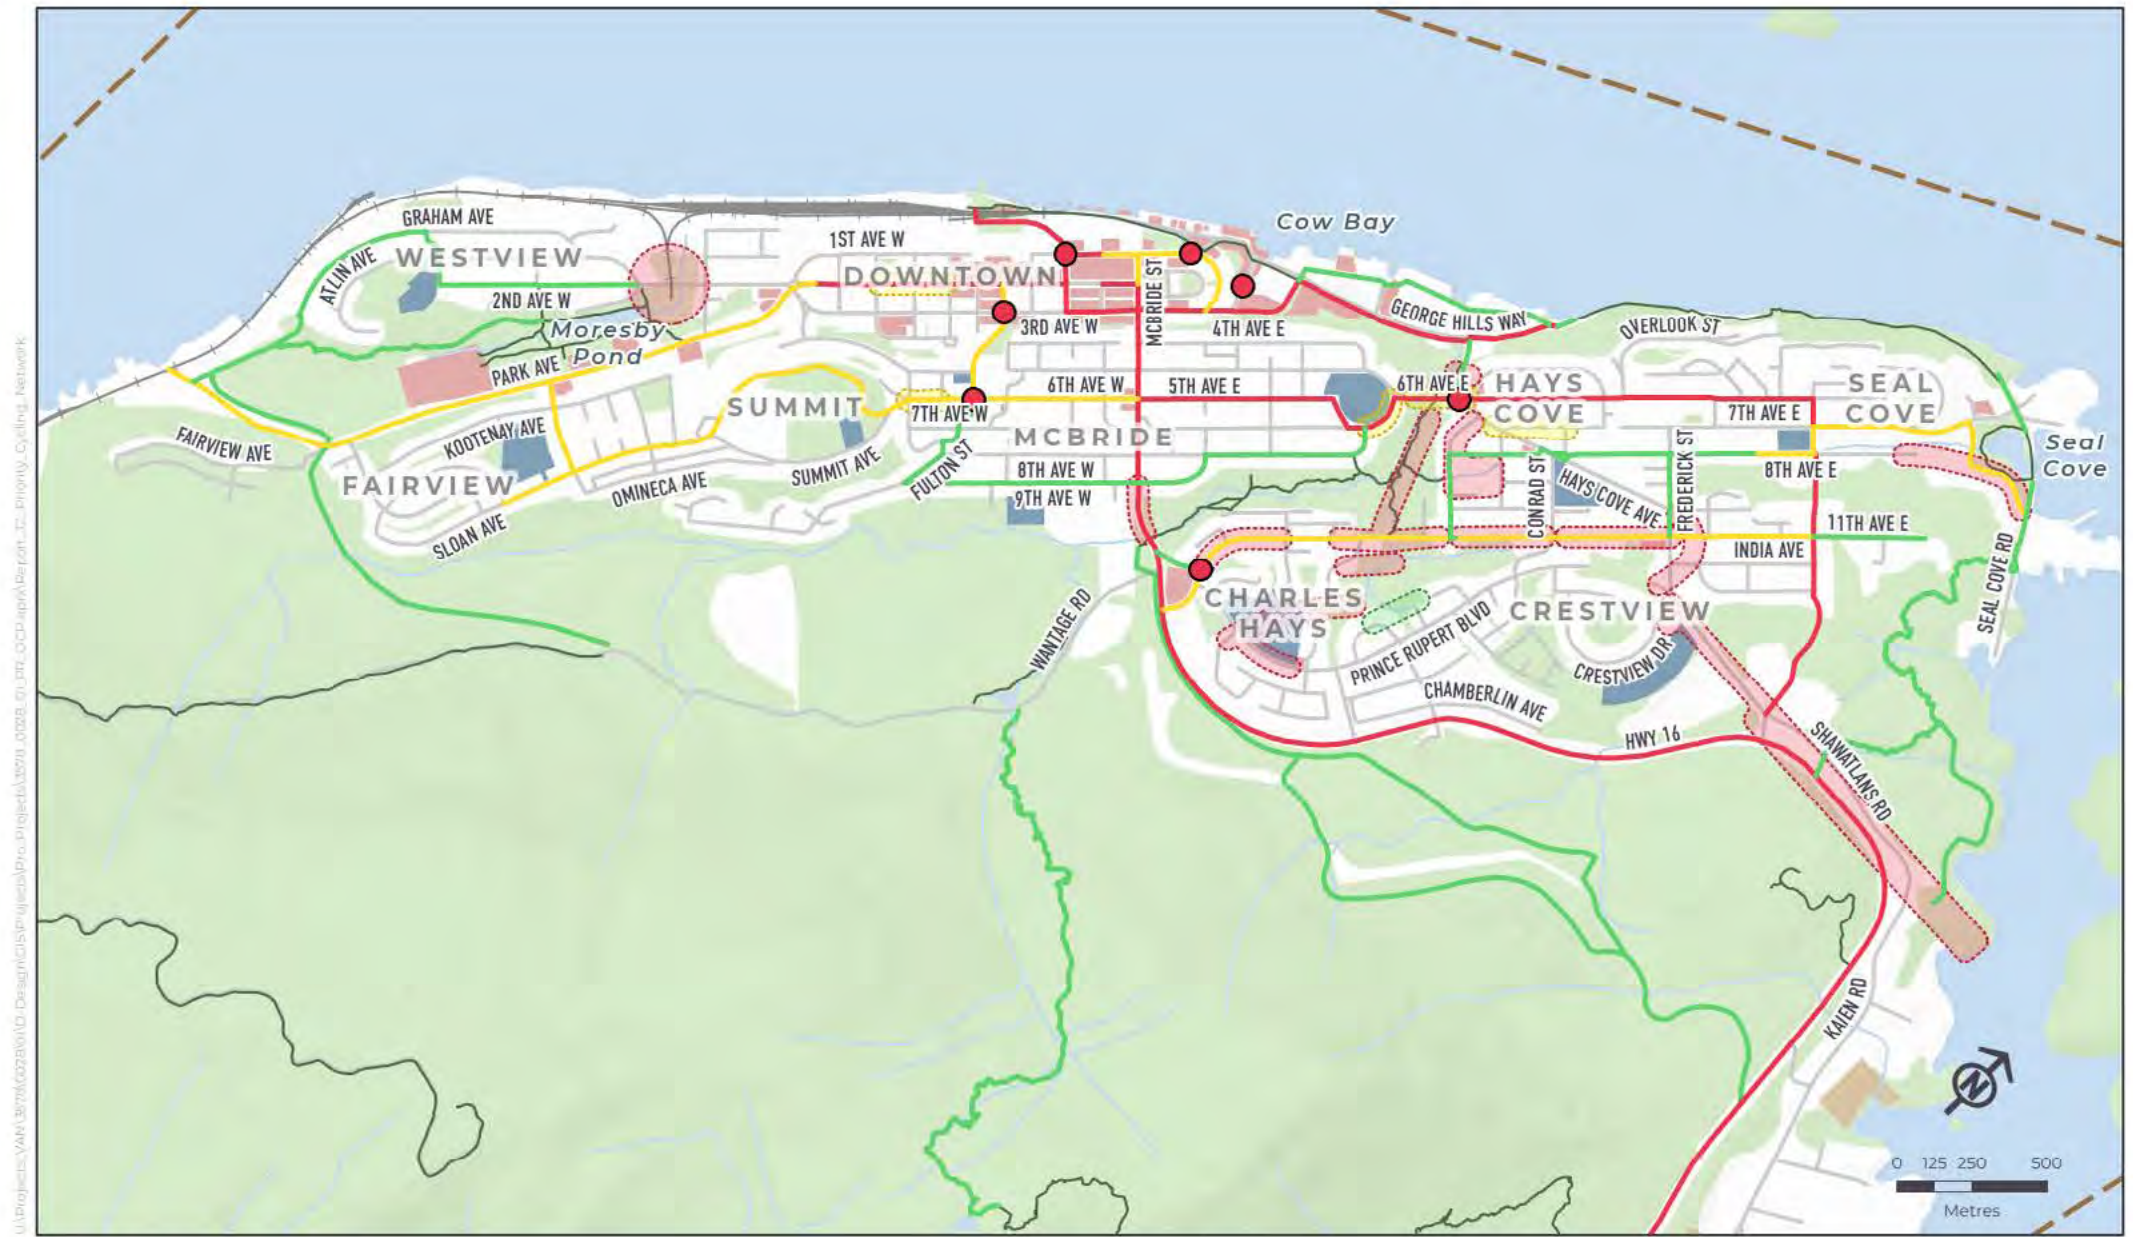 Cow Bay
GRAHAM AVE
1ST AVE W
WESTVIEW
ATLIN AVE
DOWNTOWN
MCBRIDE ST
2ND AVE W
GEORGE HILLS WAY
OVERLOOK ST
Moresby
Pond
3RD AVE W
4TH AVE E
PARK AVE
6TH AVE W
5TH AVE E
6TH AVE E
HAYS
COVE
SEAL
COVE
SUMMIT
7TH AVE W
7TH AVE E
KOOTENAY AVE
MCBRIDE
FAIRVIEW AVE
Seal
Cove
FREDERICK ST
SUMMIT AVE
FULTON ST
8TH AVE W
8TH AVE E
FAIRVIEW
OMINECA AVE
9TH AVE W
CONRAD ST
HAYS COVE AVE
SLOAN AVE
11TH AVE E
INDIA AVE
SEAL COVE RD
CHARLES
HAYS
CRESTVIEW
WANTAGE RD
PRINCE RUPERT BLVD
CRESTVIEW DR
CHAMBERLIN AVE
HWY 16
SHAWATLANS RD
KAIEN RD
N
0 125 250 500
Metres